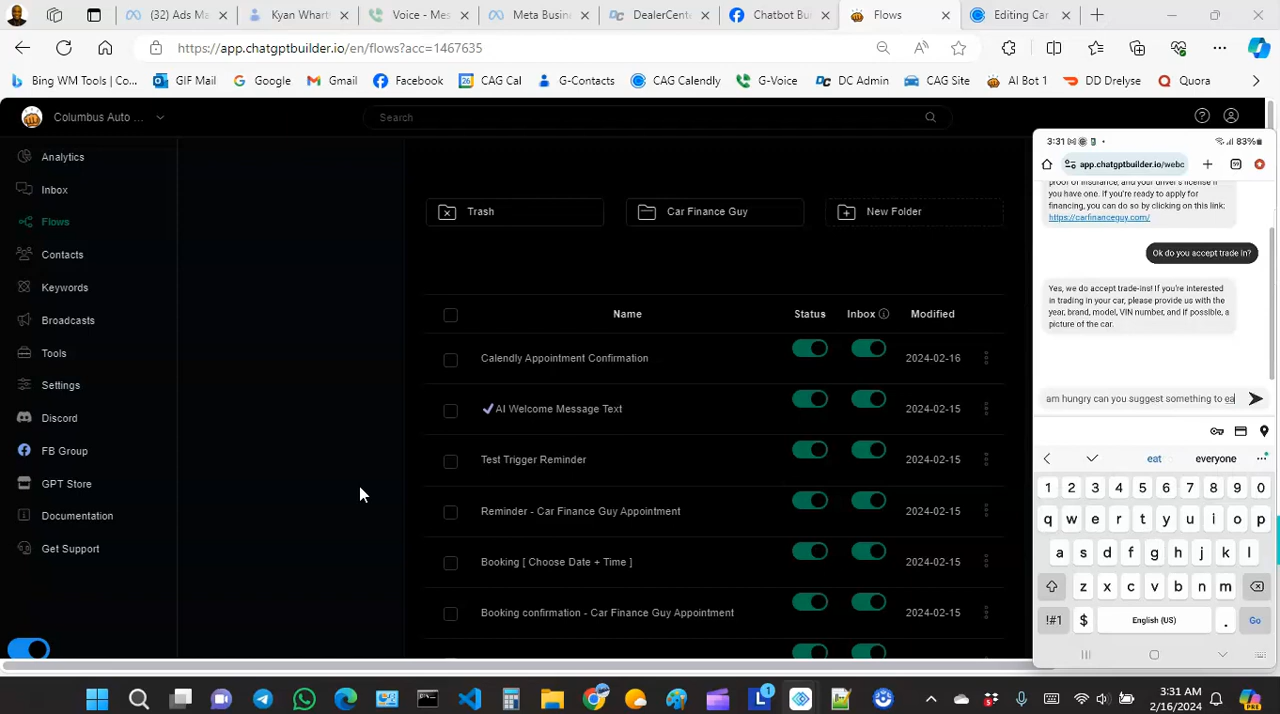 (32) Ads Ma
Kyan Whart
Voice - Mes
Meta Busin
DealerCente
Chatbot Bui
Flows
Editing Car
https://app.chatgptbuilder.io/en/flows?acc=1467635
Bing WM Tools | Co...
GIF Mail
Google
Gmail
Facebook
CAG Cal
G-Contacts
CAG Calendly
G-Voice
DC Admin
CAG Site
AI Bot 1
DD Drelyse
Quora
Columbus Auto ...
Search
Analytics
Inbox
Flows
Contacts
Keywords
Broadcasts
Tools
Settings
Discord
FB Group
GPT Store
Documentation
Get Support
Trash
Car Finance Guy
New Folder
Name Status Inbox Modified
Calendly Appointment Confirmation 2024-02-16
✓AI Welcome Message Text 2024-02-15
Test Trigger Reminder 2024-02-15
Reminder - Car Finance Guy Appointment 2024-02-15
Booking [ Choose Date + Time ] 2024-02-15
Booking confirmation - Car Finance Guy Appointment 2024-02-15
3:31 83%
app.chatgptbuilder.io/webc
59
proof of insurance, and your driver's license if
you have one. If you're ready to apply for
financing, you can do so by clicking on this link:
https://carfinanceguy.com/
Ok do you accept trade in?
Yes, we do accept trade-ins! If you're interested
in trading in your car, please provide us with the
year, brand, model, VIN number, and if possible, a
picture of the car.
am hungry can you suggest something to ea
eat everyone
1 2 3 4 5 6 7 8 9 0
q w e r t y u i o p
a s d f g h j k l
z x c v b n m
!#1 $ English (US) . Go
3:31 AM
2/16/2024